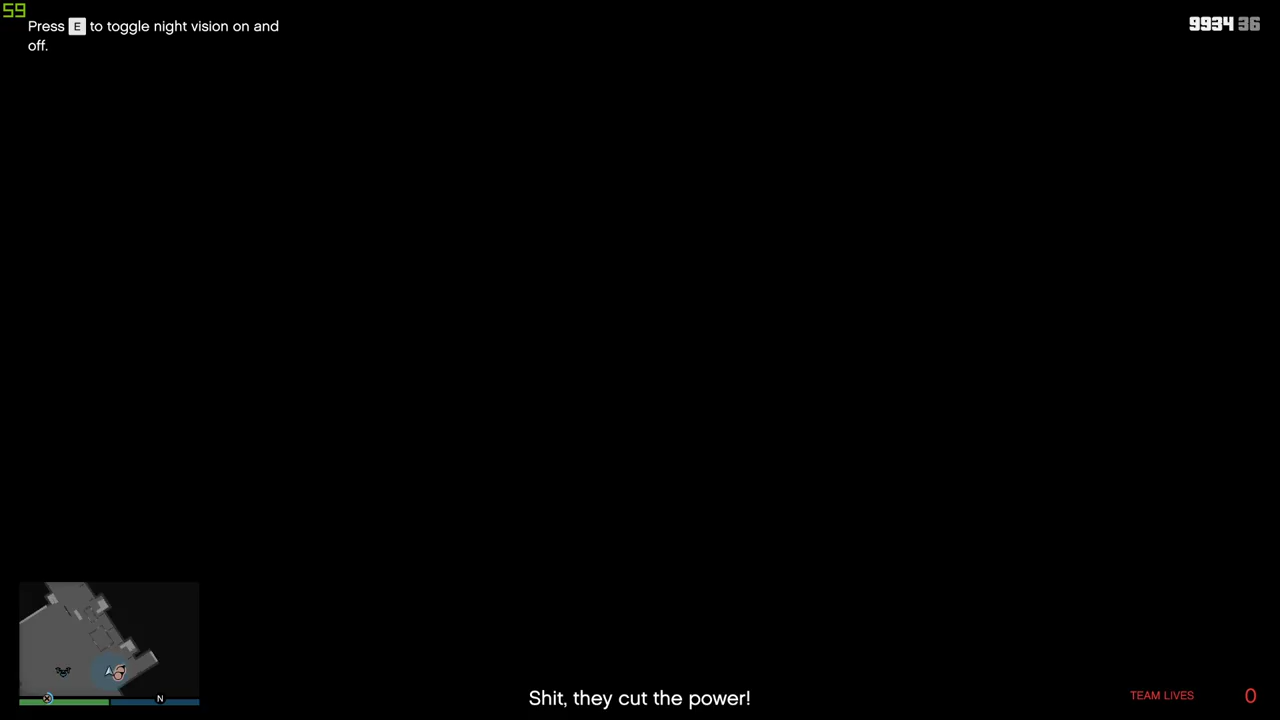 59
Press E to toggle night vision on and
off.
9934 36
N
Shit, they cut the power!
TEAM LIVES 0